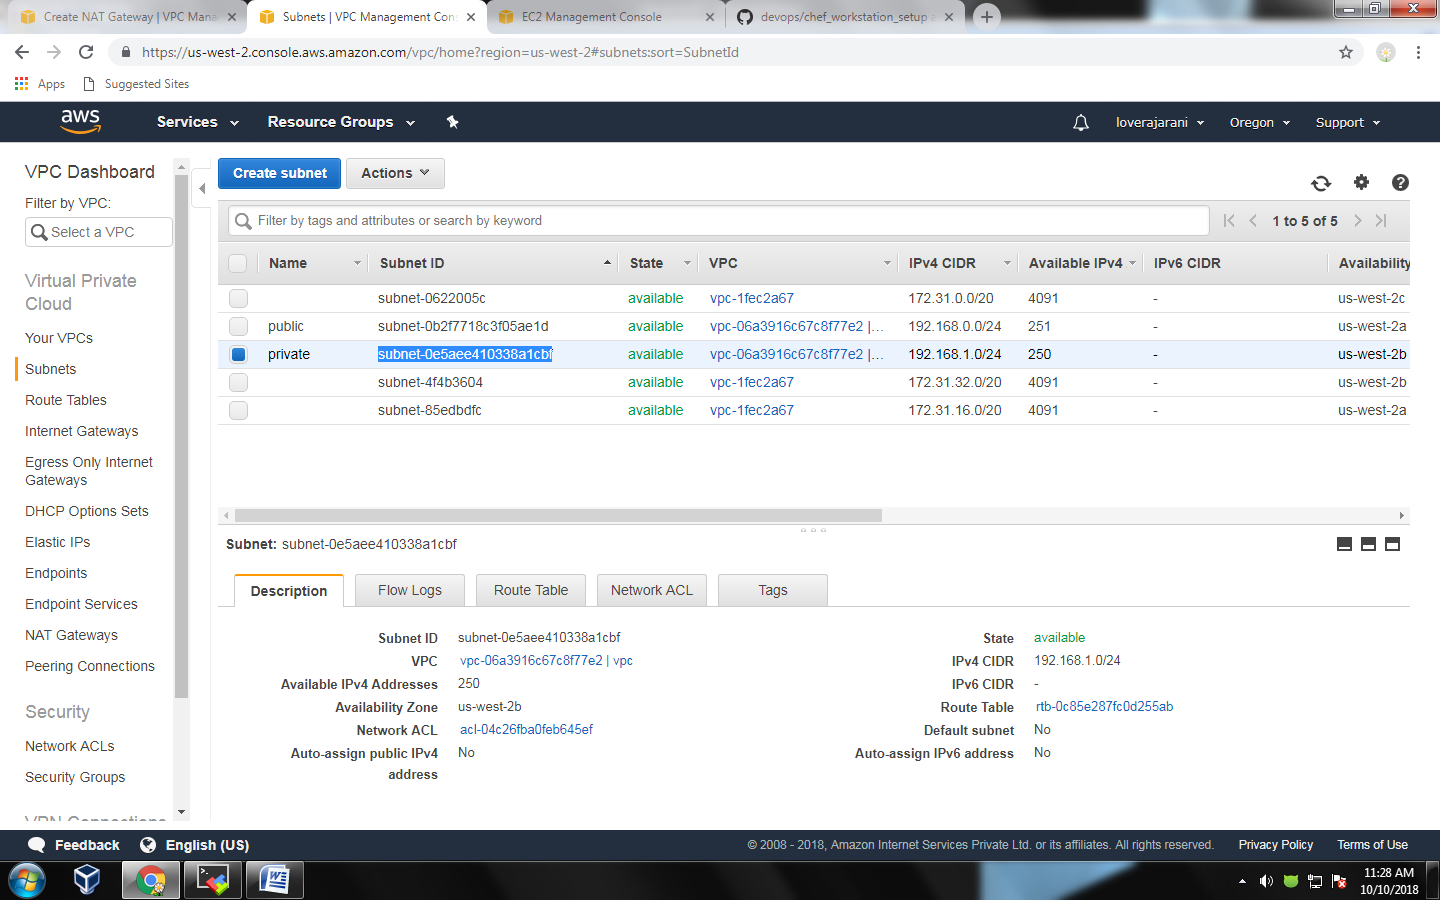 Create NAT Gateway | VPC Mana
Subnets | VPC Management Cons
EC2 Management Console
devops/chef_workstation_setup a
https://us-west-2.console.aws.amazon.com/vpc/home?region=us-west-2#subnets:sort=SubnetId
Apps Suggested Sites
aws Services Resource Groups loverajarani Oregon Support
VPC Dashboard
Filter by VPC:
Select a VPC
Virtual Private
Cloud
Your VPCs
Subnets
Route Tables
Internet Gateways
Egress Only Internet
Gateways
DHCP Options Sets
Elastic IPs
Endpoints
Endpoint Services
NAT Gateways
Peering Connections
Security
Network ACLs
Security Groups
VPN Connections
Create subnet Actions
Filter by tags and attributes or search by keyword
1 to 5 of 5
Name Subnet ID State VPC IPv4 CIDR Available IPv4 IPv6 CIDR Availability
subnet-0622005c available vpc-1fec2a67 172.31.0.0/20 4091 - us-west-2c
public subnet-0b2f7718c3f05ae1d available vpc-06a3916c67c8f77e2 |... 192.168.0.0/24 251 - us-west-2a
private subnet-0e5aee410338a1cbf available vpc-06a3916c67c8f77e2 |... 192.168.1.0/24 250 - us-west-2b
subnet-4f4b3604 available vpc-1fec2a67 172.31.32.0/20 4091 - us-west-2b
subnet-85edbdfc available vpc-1fec2a67 172.31.16.0/20 4091 - us-west-2a
Subnet: subnet-0e5aee410338a1cbf
Description Flow Logs Route Table Network ACL Tags
Subnet ID subnet-0e5aee410338a1cbf State available
VPC vpc-06a3916c67c8f77e2 | vpc IPv4 CIDR 192.168.1.0/24
Available IPv4 Addresses 250 IPv6 CIDR -
Availability Zone us-west-2b Route Table rtb-0c85e287fc0d255ab
Network ACL acl-04c26fba0feb645ef Default subnet No
Auto-assign public IPv4 No Auto-assign IPv6 address No
address
Feedback English (US) © 2008 - 2018, Amazon Internet Services Private Ltd. or its affiliates. All rights reserved. Privacy Policy Terms of Use
11:28 AM
10/10/2018